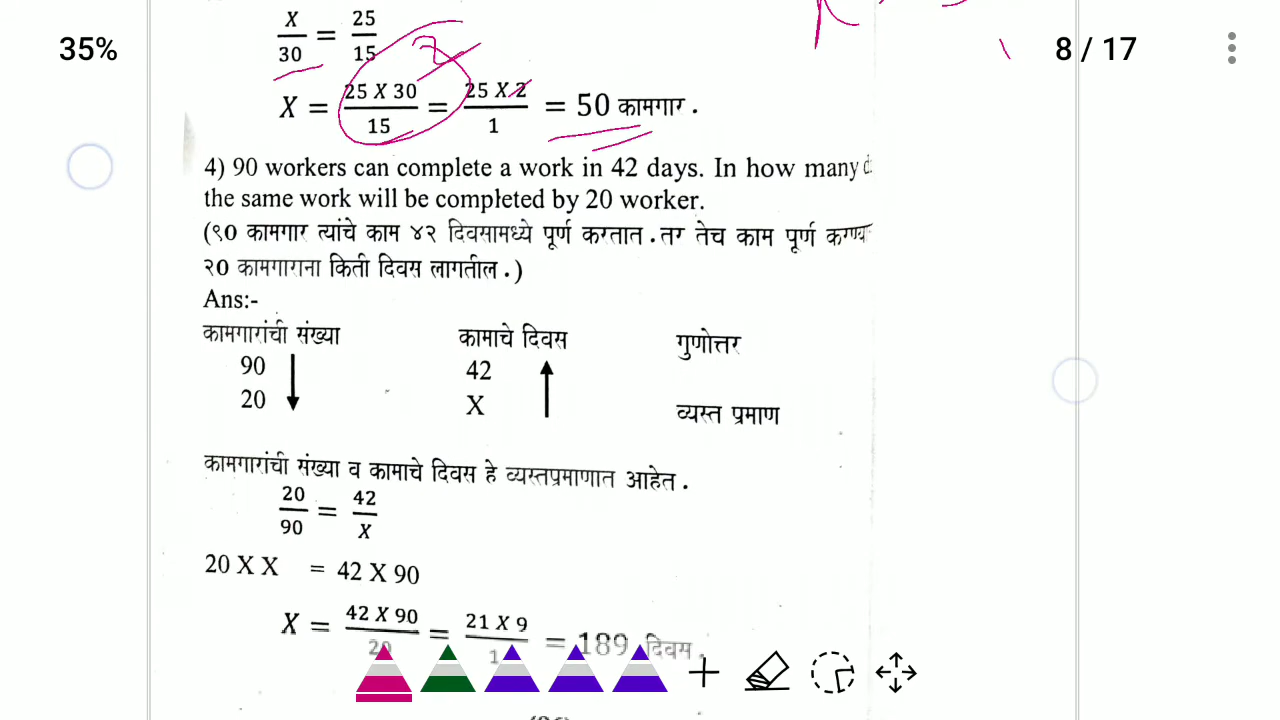 35%
8 / 17
X/30 = 25/15
X = 25 X 30/15 = 25 X 2/1 = 50 कामगार .
4) 90 workers can complete a work in 42 days. In how many
the same work will be completed by 20 worker.
(९० कामगार त्यांचे काम ४२ दिवसामध्ये पूर्ण करतात . तर तेच काम पूर्ण
२० कामगाराना किती दिवस लागतील . )
Ans:-
कामगारांची संख्या कामाचे दिवस गुणोत्तर
90 42
20 X व्यस्त प्रमाण
कामगारांची संख्या व कामाचे दिवस हे व्यस्तप्रमाणात आहेत .
20/90 = 42/X
20 X X = 42 X 90
X = 42 X 90/20 = 21 X 9/1 = 189 दिवस .